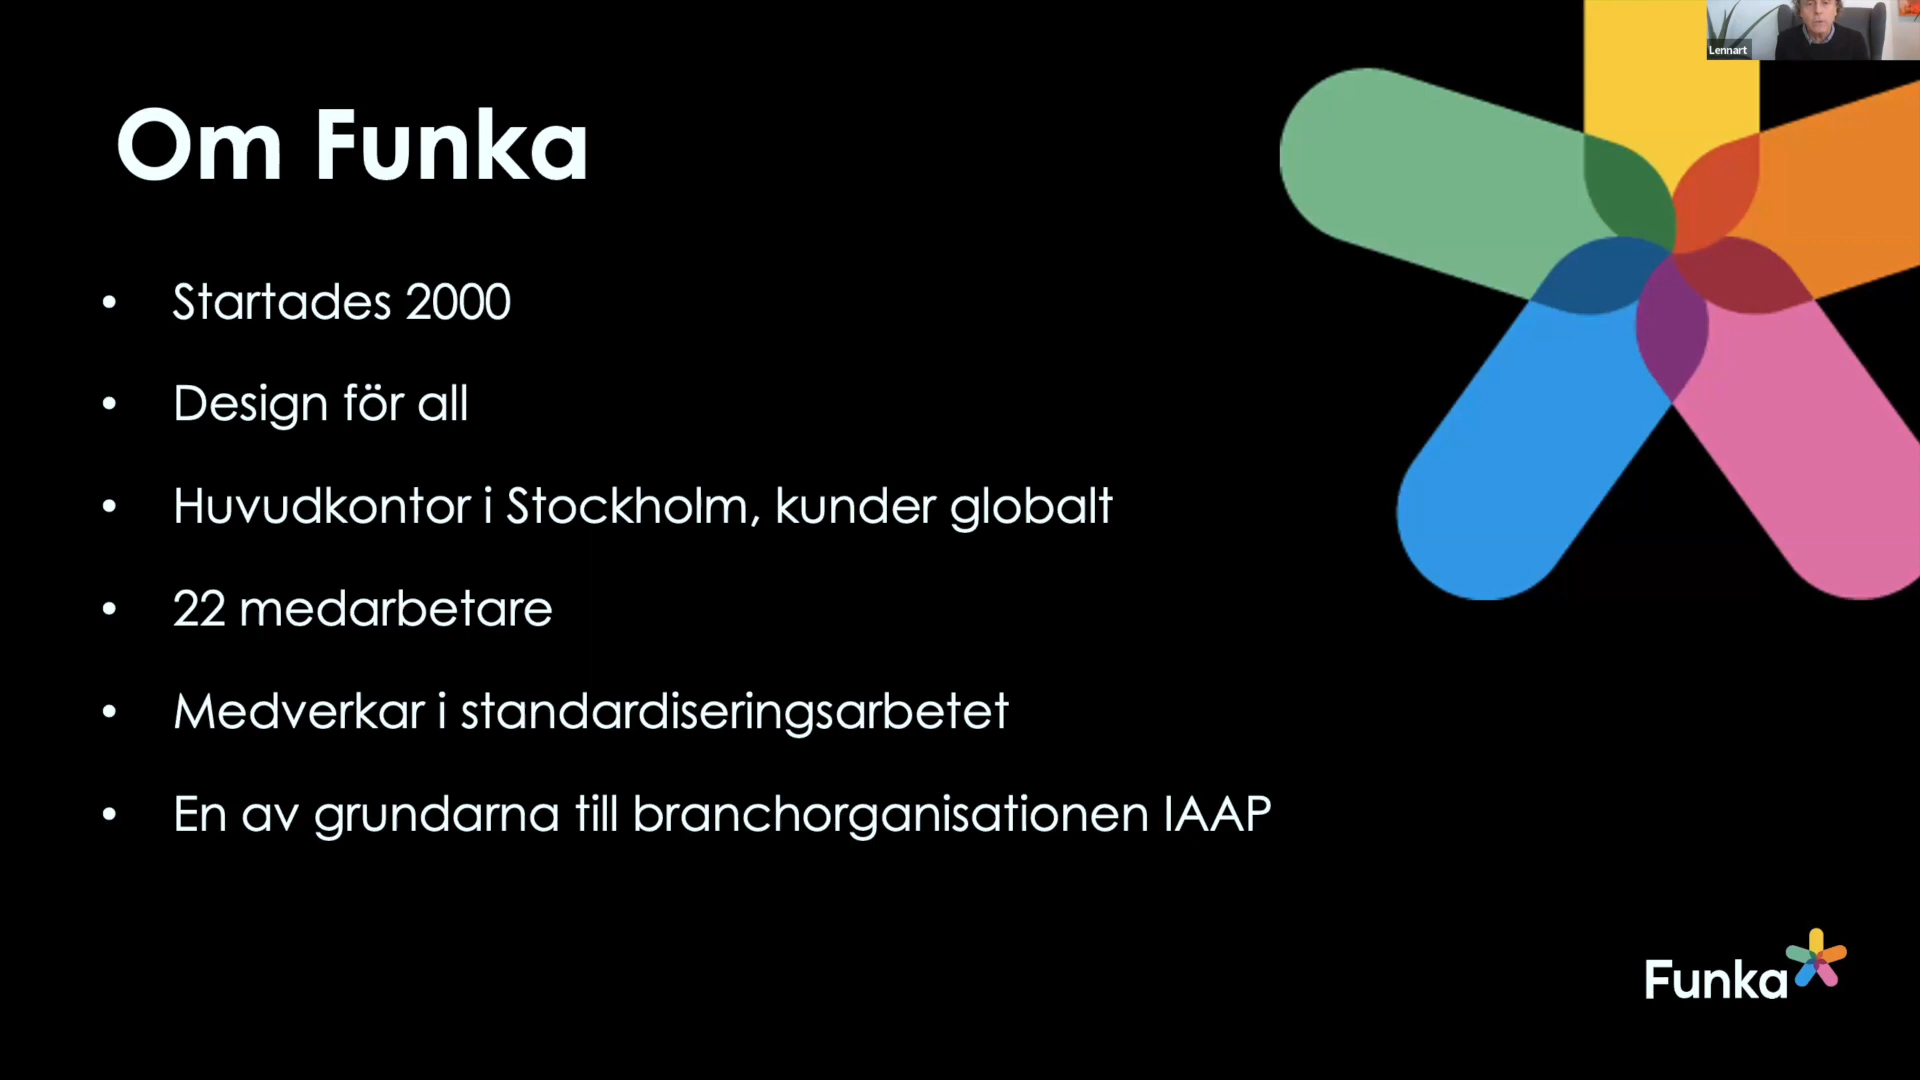 Lennart
Om Funka
• Startades 2000
• Design för all
• Huvudkontor i Stockholm, kunder globalt
• 22 medarbetare
• Medverkar i standardiseringsarbetet
• En av grundarna till branchorganisationen IAAP
Funka